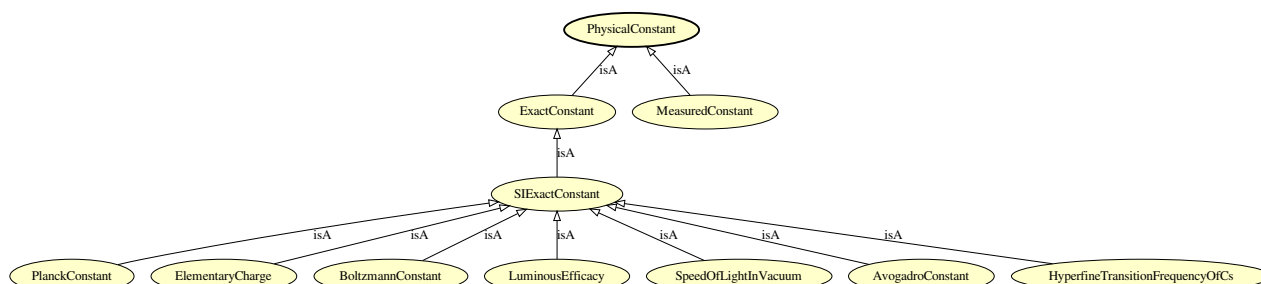 PhysicalConstant
isA isA
ExactConstant MeasuredConstant
isA
SIExactConstant
isA isA isA isA isA isA isA
PlanckConstant ElementaryCharge BoltzmannConstant LuminousEfficacy SpeedOfLightInVacuum AvogadroConstant HyperfineTransitionFrequencyOfCs